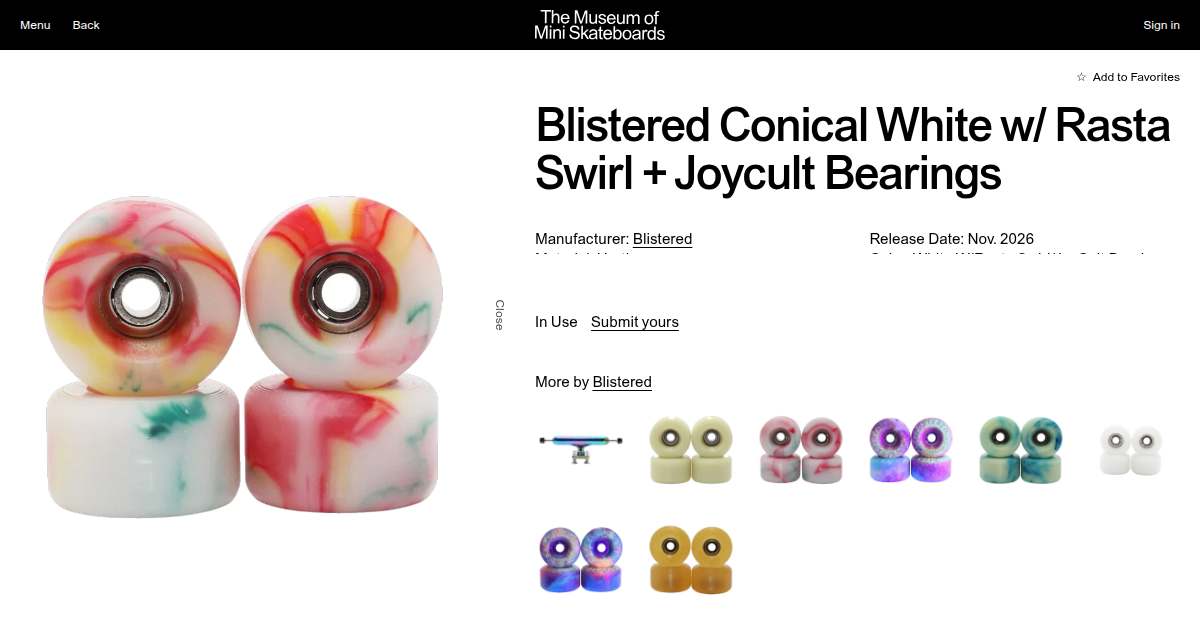 Menu
Back
The Museum of
Mini Skateboards
Sign in
☆ Add to Favorites
Blistered Conical White w/ Rasta
Swirl + Joycult Bearings
Manufacturer: Blistered
Release Date: Nov. 2026
Close
In Use
Submit yours
More by Blistered